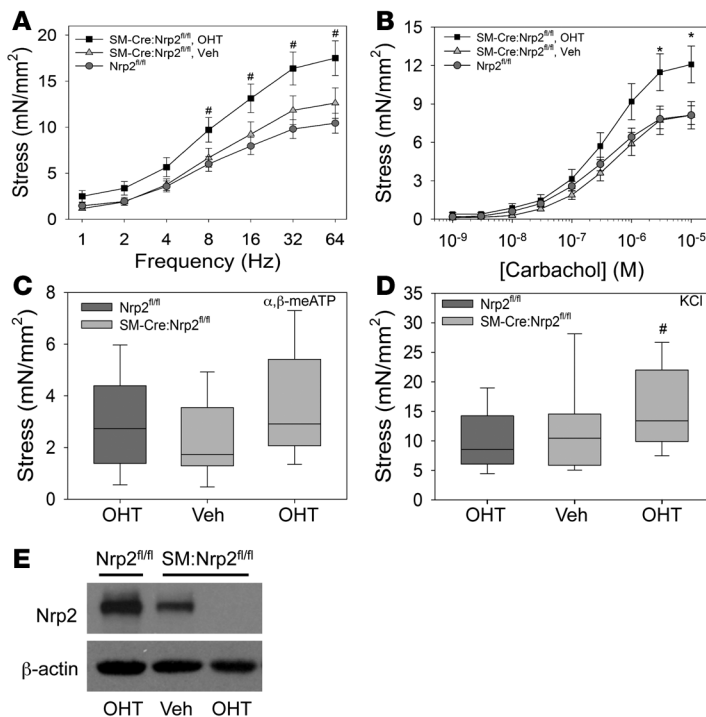 A
SM-Cre:Nrp2fl/fl, OHT
SM-Cre:Nrp2fl/fl, Veh
Nrp2fl/fl
Stress (mN/mm²)
20
15
10
5
0
# # # #
1 2 4 8 16 32 64
Frequency (Hz)
B
SM-Cre:Nrp2fl/fl, OHT
SM-Cre:Nrp2fl/fl, Veh
Nrp2fl/fl
Stress (mN/mm²)
15
12
9
6
3
0
* *
10⁻⁹ 10⁻⁸ 10⁻⁷ 10⁻⁶ 10⁻⁵
[Carbachol] (M)
C
Nrp2fl/fl
SM-Cre:Nrp2fl/fl
α,β-meATP
Stress (mN/mm²)
8
6
4
2
0
OHT Veh OHT
D
Nrp2fl/fl
SM-Cre:Nrp2fl/fl
KCl
#
Stress (mN/mm²)
35
30
25
20
15
10
5
0
OHT Veh OHT
E
Nrp2fl/fl SM:Nrp2fl/fl
Nrp2
β-actin
OHT Veh OHT